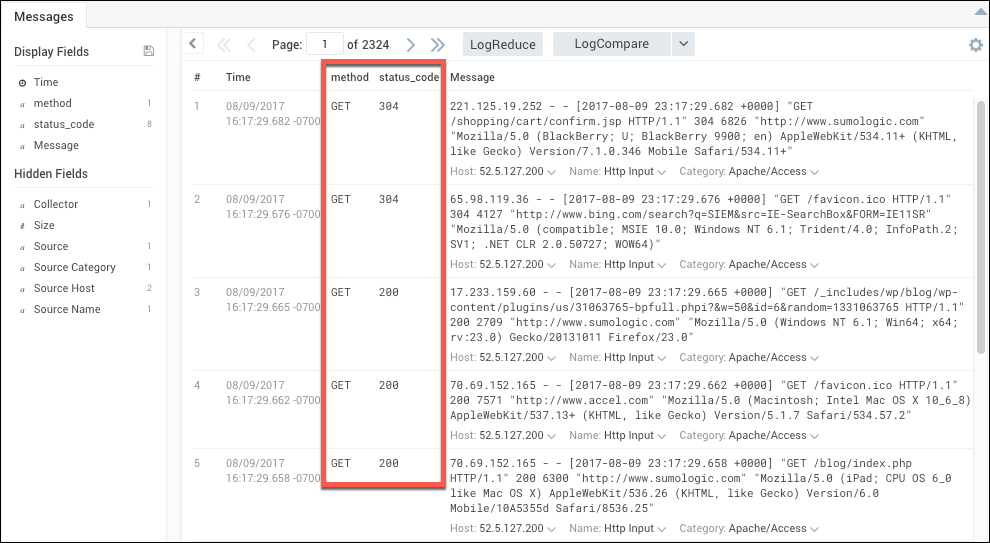 Messages
Display Fields
Time
a method 1
a status_code 8
a Message
Hidden Fields
a Collector 1
# Size
a Source 1
a Source Category 1
a Source Host 2
a Source Name 1
Page: 1 of 2324 LogReduce LogCompare
# Time method status_code Message
1 08/09/2017 GET 304 221.125.19.252 - - [2017-08-09 23:17:29.682 +0000] "GET
16:17:29.682 -0700 /shopping/cart/confirm.jsp HTTP/1.1" 304 6826 "http://www.sumologic.com"
"Mozilla/5.0 (BlackBerry; U; BlackBerry 9900; en) AppleWebKit/534.11+ (KHTML,
like Gecko) Version/7.1.0.346 Mobile Safari/534.11+"
Host: 52.5.127.200 Name: Http Input Category: Apache/Access
2 08/09/2017 GET 304 65.98.119.36 - - [2017-08-09 23:17:29.676 +0000] "GET /favicon.ico HTTP/1.1"
16:17:29.676 -0700 304 4127 "http://www.bing.com/search?q=SIEM&src=IE-SearchBox&FORM=IE11SR"
"Mozilla/5.0 (compatible; MSIE 10.0; Windows NT 6.1; Trident/4.0; InfoPath.2;
SV1; .NET CLR 2.0.50727; WOW64)"
Host: 52.5.127.200 Name: Http Input Category: Apache/Access
3 08/09/2017 GET 200 17.233.159.60 - - [2017-08-09 23:17:29.665 +0000] "GET /_includes/wp/blog/wp-
16:17:29.665 -0700 content/plugins/us/31063765-bpfull.phpi?&w=50&id=6&random=1331063765 HTTP/1.1"
200 2709 "http://www.sumologic.com" "Mozilla/5.0 (Windows NT 6.1; Win64; x64;
rv:23.0) Gecko/20131011 Firefox/23.0"
Host: 52.5.127.200 Name: Http Input Category: Apache/Access
4 08/09/2017 GET 200 70.69.152.165 - - [2017-08-09 23:17:29.662 +0000] "GET /favicon.ico HTTP/1.1"
16:17:29.662 -0700 200 7571 "http://www.accel.com" "Mozilla/5.0 (Macintosh; Intel Mac OS X 10_6_8)
AppleWebKit/537.13+ (KHTML, like Gecko) Version/5.1.7 Safari/534.57.2"
Host: 52.5.127.200 Name: Http Input Category: Apache/Access
5 08/09/2017 GET 200 70.69.152.165 - - [2017-08-09 23:17:29.658 +0000] "GET /blog/index.php
16:17:29.658 -0700 HTTP/1.1" 200 6300 "http://www.sumologic.com" "Mozilla/5.0 (iPad; CPU OS 6_0
like Mac OS X) AppleWebKit/536.26 (KHTML, like Gecko) Version/6.0
Mobile/10A5355d Safari/8536.25"
Host: 52.5.127.200 Name: Http Input Category: Apache/Access